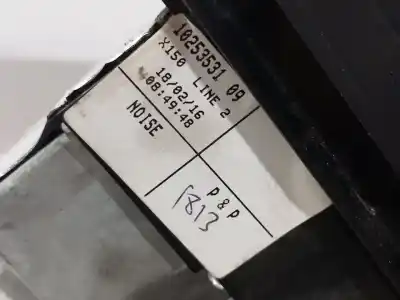 10253531 09
X150 LINE 2
18/02/16
08:49:48
NOISE
P & P
1813